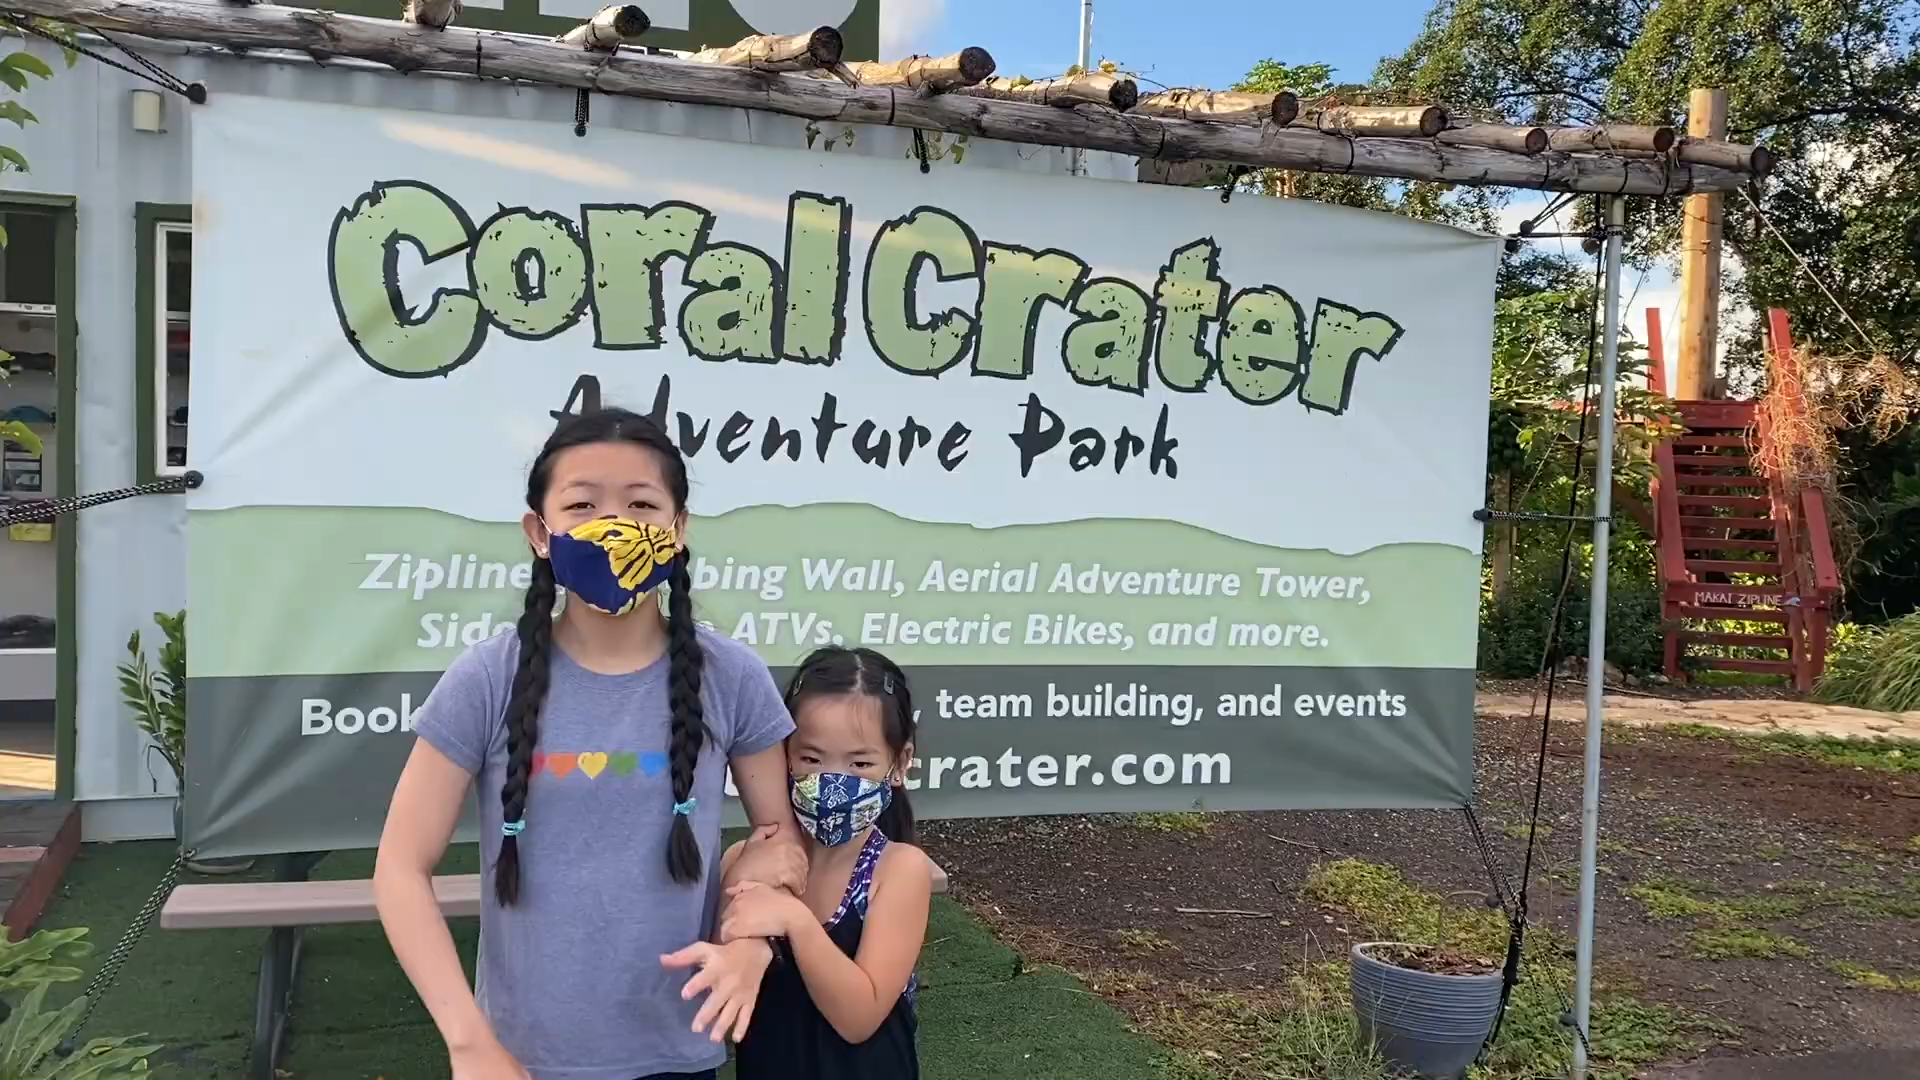 Coral Crater
Adventure Park
Zipline bing Wall, Aerial Adventure Tower,
ATVs, Electric Bikes, and more.
Book , team building, and events
crater.com
MAKAI ZIPLINE